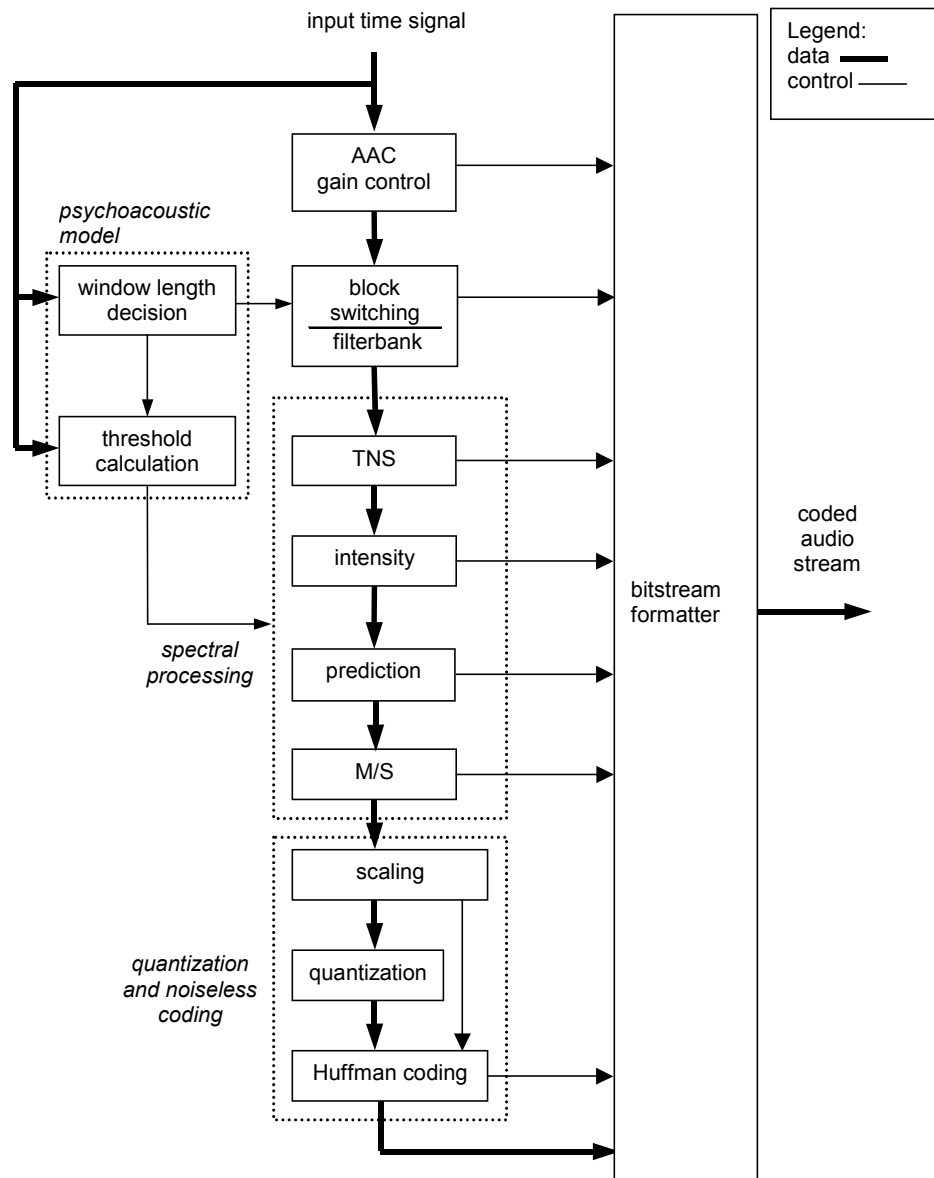 input time signal
Legend:
data
control
AAC
gain control
psychoacoustic
model
window length
decision
block
switching
filterbank
threshold
calculation
TNS
intensity
spectral
processing
prediction
M/S
bitstream
formatter
coded
audio
stream
scaling
quantization
and noiseless
coding
quantization
Huffman coding